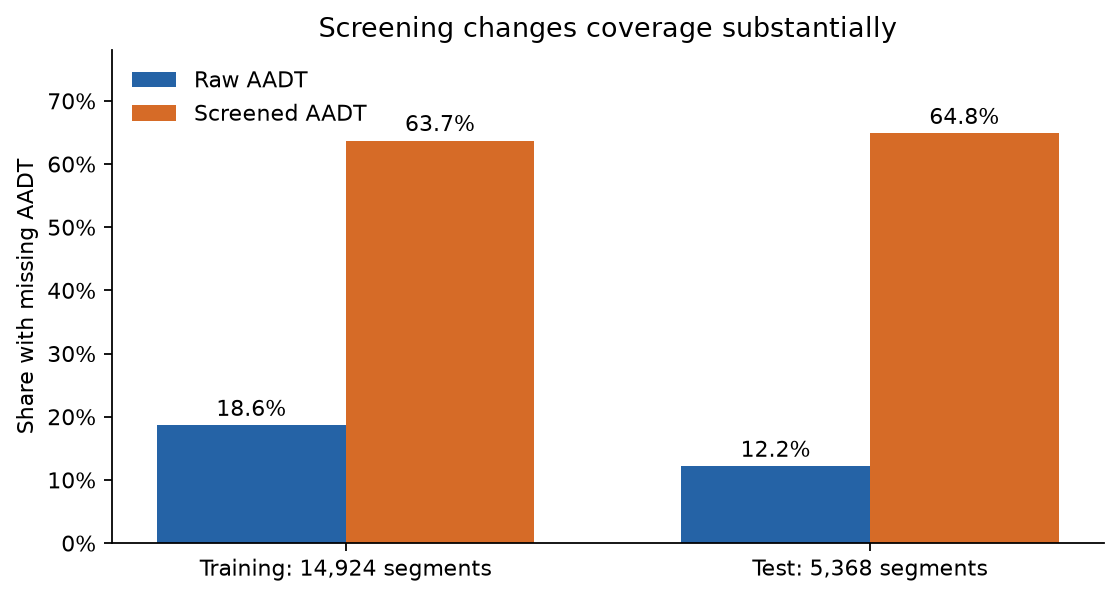 Screening changes coverage substantially
Raw AADT
Screened AADT
Share with missing AADT
70%
60%
50%
40%
30%
20%
10%
0%
18.6%
63.7%
12.2%
64.8%
Training: 14,924 segments
Test: 5,368 segments